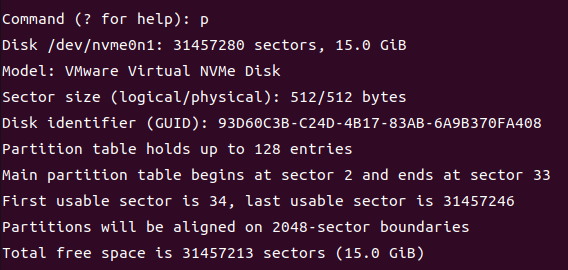 Command (? for help): p
Disk /dev/nvme0n1: 31457280 sectors, 15.0 GiB
Model: VMware Virtual NVMe Disk
Sector size (logical/physical): 512/512 bytes
Disk identifier (GUID): 93D60C3B-C24D-4B17-83AB-6A9B370FA408
Partition table holds up to 128 entries
Main partition table begins at sector 2 and ends at sector 33
First usable sector is 34, last usable sector is 31457246
Partitions will be aligned on 2048-sector boundaries
Total free space is 31457213 sectors (15.0 GiB)